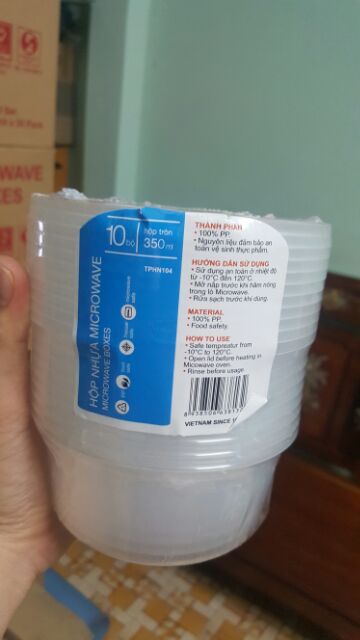 10 bộ
hộp tròn
350 ml
TPHN104
HỘP NHỰA MICROWAVE
MICROWAVE BOXES
THÀNH PHẦN
• 100% PP.
• Nguyên liệu đảm bảo an
toàn vệ sinh thực phẩm.
HƯỚNG DẪN SỬ DỤNG
• Sử dụng an toàn ở nhiệt độ
từ -10°C đến 120°C.
• Mở nắp trước khi hâm nóng
trong lò Microwave.
• Rửa sạch trước khi dùng.
MATERIAL
• 100% PP.
• Food safety.
HOW TO USE
• Safe tempreatur from
-10°C to 120°C.
• Open lid before heating in
Micowave oven.
• Rinse before usage
VIETNAM SINCE
WAVE
XES